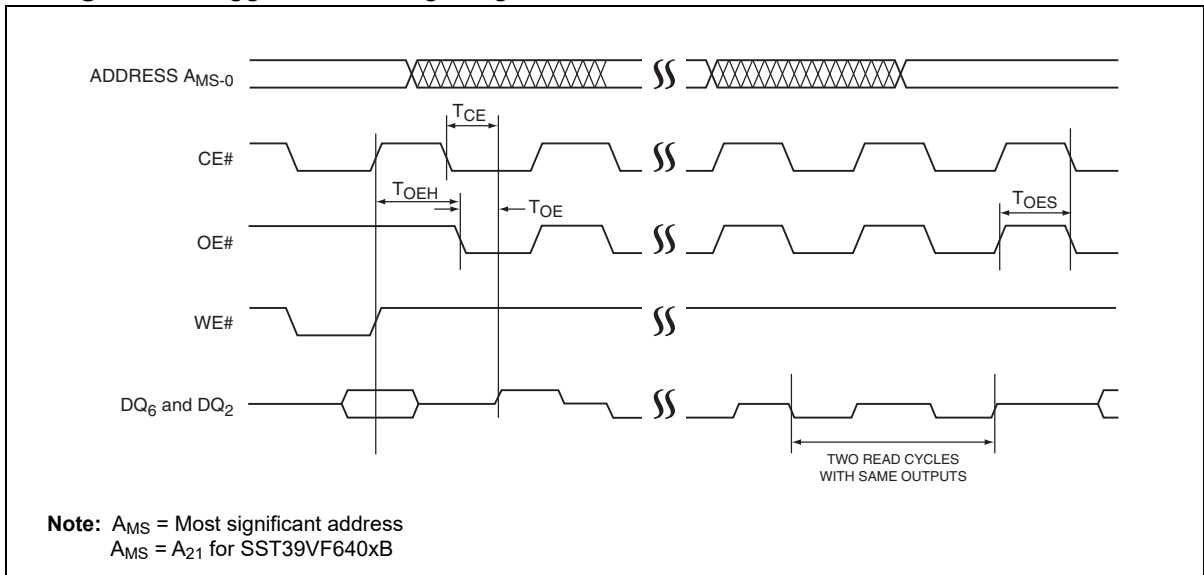 ADDRESS AMS-0
TCE
CE#
TOEH
TOE
TOES
OE#
WE#
DQ6 and DQ2
TWO READ CYCLES
WITH SAME OUTPUTS
Note: AMS = Most significant address
AMS = A21 for SST39VF640xB